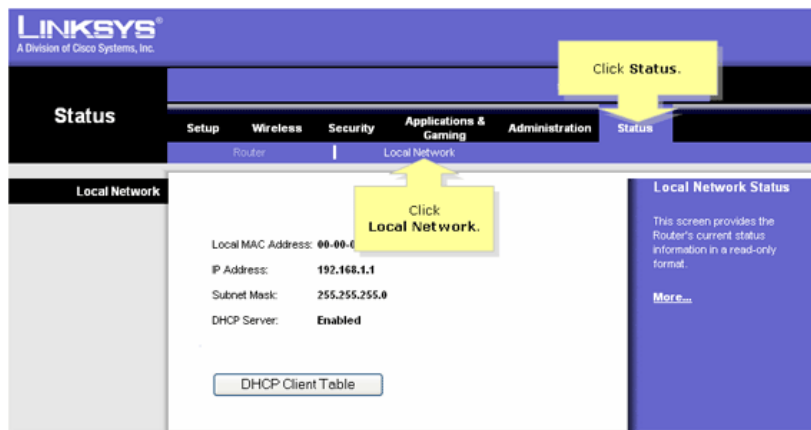 LINKSYS®
A Division of Cisco Systems, Inc.
Click Status.
Status
Setup Wireless Security Applications & Gaming Administration Status
Router Local Network
Local Network
Click
Local Network.
Local MAC Address: 00-00-0
IP Address: 192.168.1.1
Subnet Mask: 255.255.255.0
DHCP Server: Enabled
DHCP Client Table
Local Network Status
This screen provides the
Router's current status
information in a read-only
format.
More...